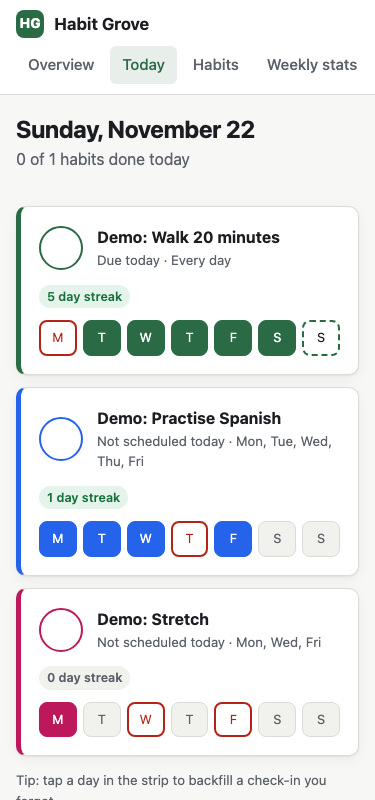 HG Habit Grove
Overview Today Habits Weekly stats
Sunday, November 22
0 of 1 habits done today
Demo: Walk 20 minutes
Due today · Every day
5 day streak
M T W T F S S
Demo: Practise Spanish
Not scheduled today · Mon, Tue, Wed,
Thu, Fri
1 day streak
M T W T F S S
Demo: Stretch
Not scheduled today · Mon, Wed, Fri
0 day streak
M T W T F S S
Tip: tap a day in the strip to backfill a check-in you